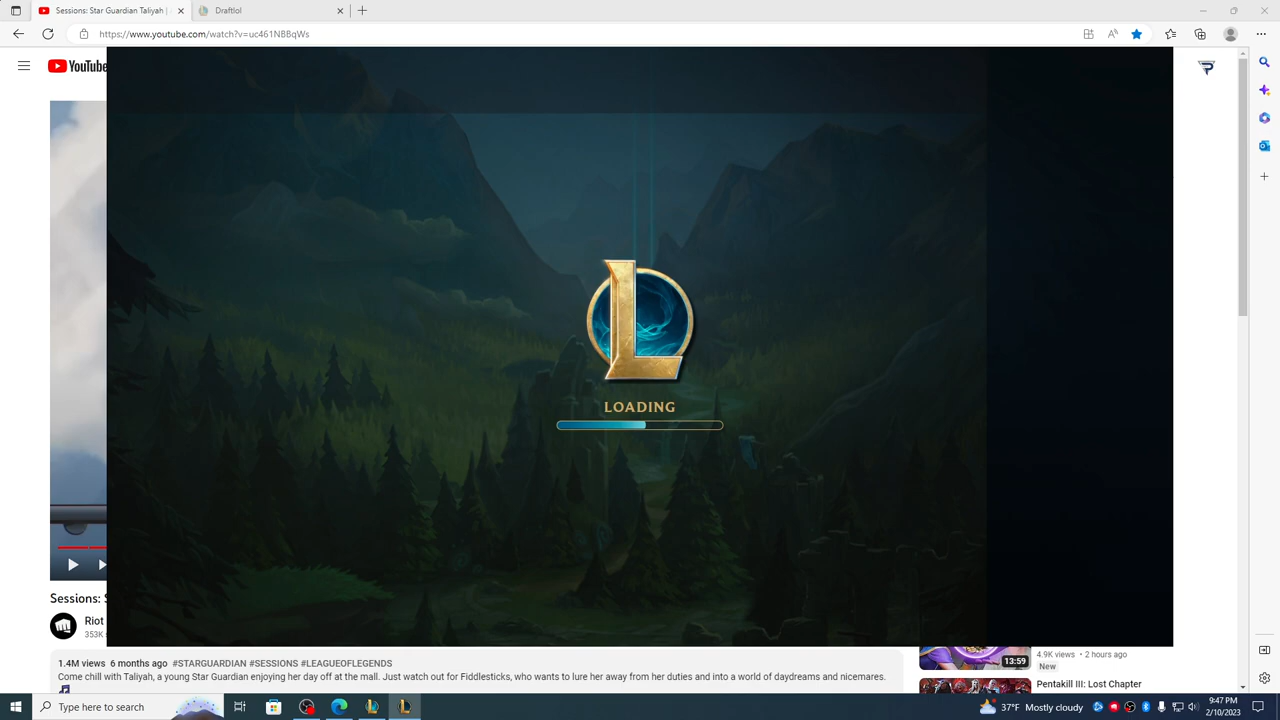 Sessions: Star Guardian Taliyah |
Draftlol
https://www.youtube.com/watch?v=uc461NBBqWs
YouTube
L
LOADING
Sessions: S
Riot
353K
1.4M views 6 months ago #STARGUARDIAN #SESSIONS #LEAGUEOFLEGENDS
Come chill with Taliyah, a young Star Guardian enjoying her day off at the mall. Just watch out for Fiddlesticks, who wants to lure her away from her duties and into a world of daydreams and nicemares.
13:59
4.9K views • 2 hours ago
New
Pentakill III: Lost Chapter
Type here to search
37°F Mostly cloudy
9:47 PM
2/10/2023